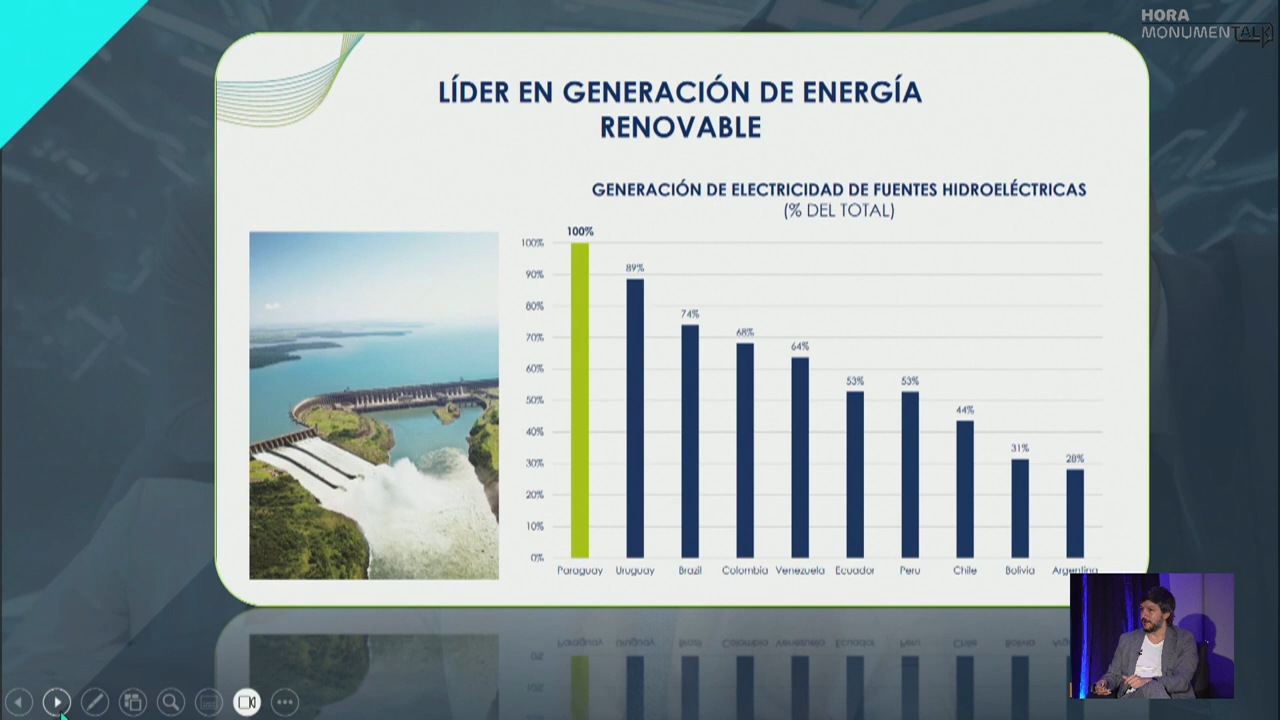 HORA
MONUMENTALK
LÍDER EN GENERACIÓN DE ENERGÍA
RENOVABLE
GENERACIÓN DE ELECTRICIDAD DE FUENTES HIDROELÉCTRICAS
(% DEL TOTAL)
100%
90%
80%
70%
60%
50%
40%
30%
20%
10%
0%
100%
89%
74%
68%
64%
53%
53%
44%
31%
28%
Paraguay
Uruguay
Brazil
Colombia
Venezuela
Ecuador
Peru
Chile
Bolivia
Argentina